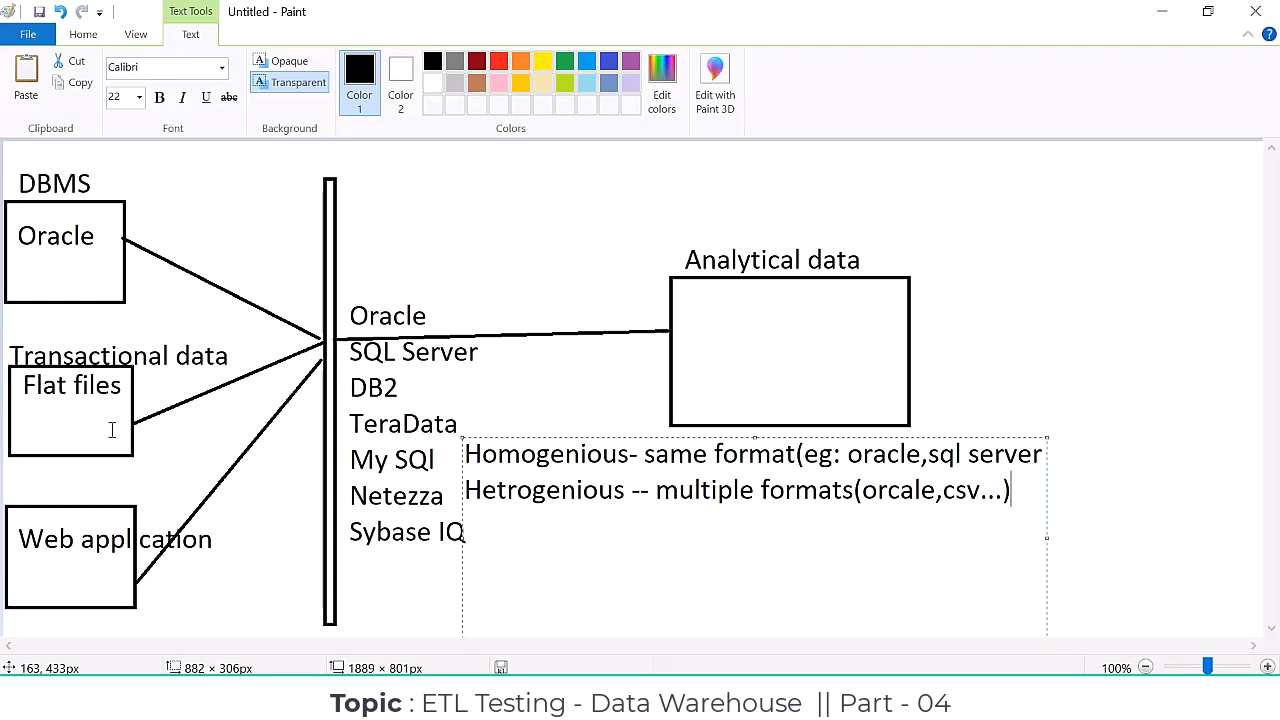 Untitled - Paint
Text Tools
File
Home
View
Text
Paste
Cut
Copy
Clipboard
Calibri
22
B I U abc
Font
Opaque
Transparent
Background
Color 1
Color 2
Edit colors
Edit with Paint 3D
Colors
DBMS
Oracle
Transactional data
Flat files
Web application
Oracle
SQL Server
DB2
TeraData
My SQl
Netezza
Sybase IQ
Analytical data
Homogenious- same format(eg: oracle,sql server
Hetrogenious -- multiple formats(orcale,csv...)
163, 433px
882 × 306px
1889 × 801px
100%
Topic : ETL Testing - Data Warehouse || Part - 04